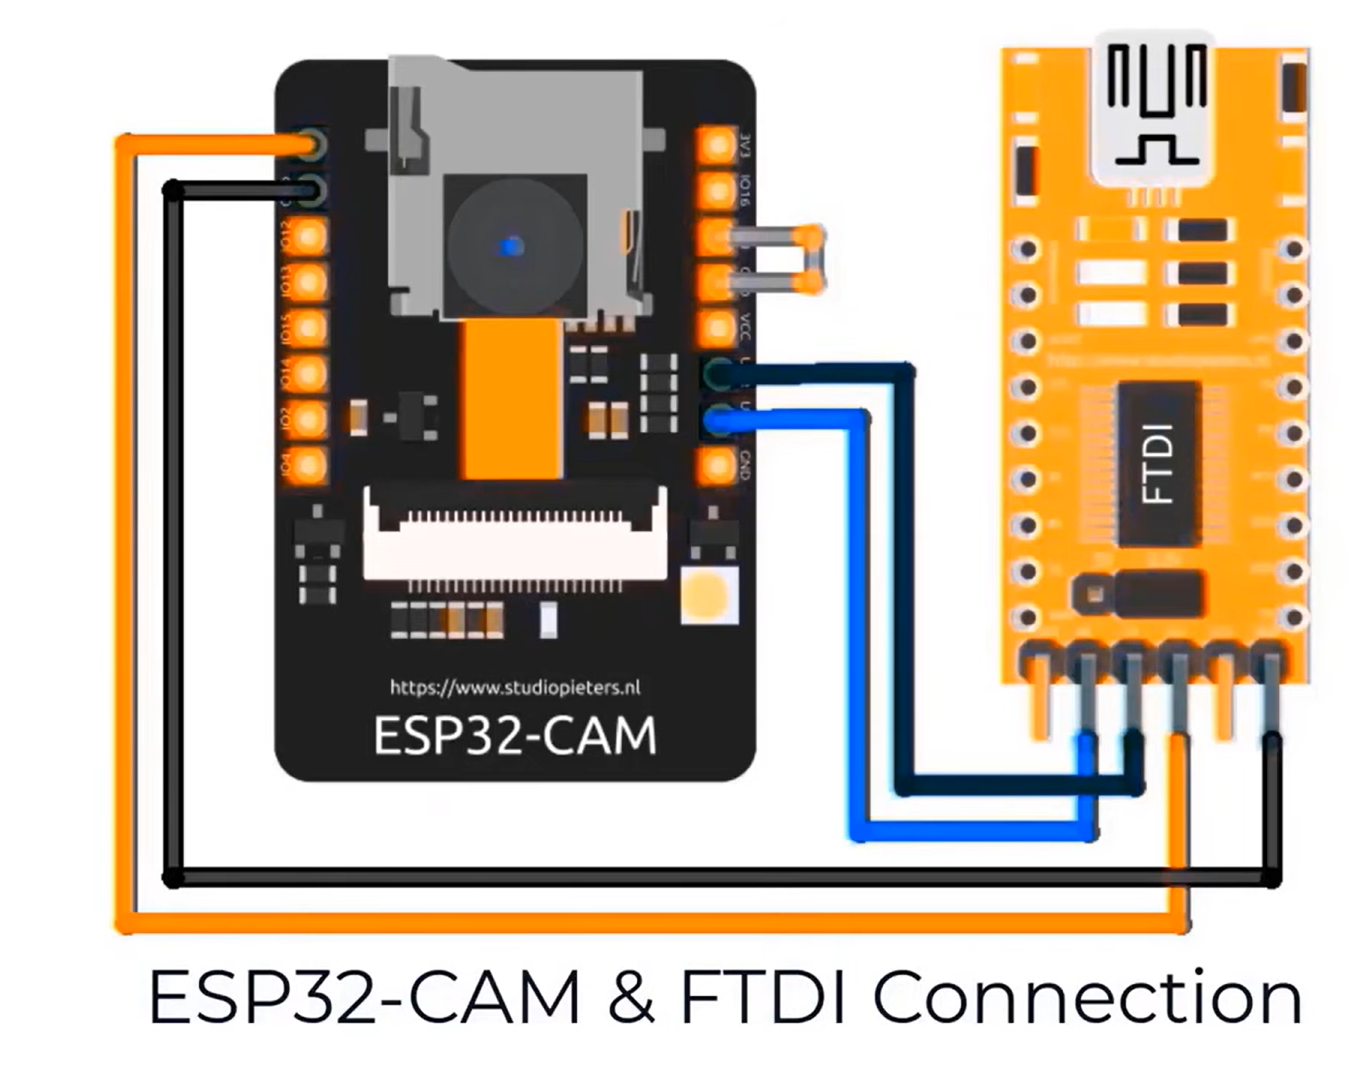 3V3
IO16
IO12
IO13
IO15
VCC
IO14
IO2
IO4
GND
FTDI
https://www.studiopieters.nl
ESP32-CAM
ESP32-CAM & FTDI Connection